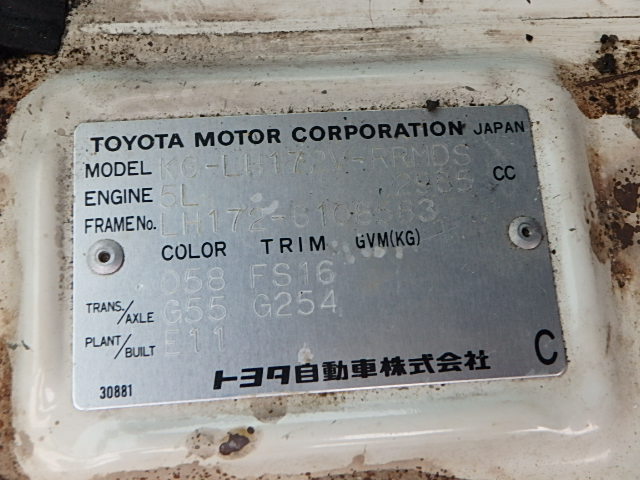 TOYOTA MOTOR CORPORATION JAPAN
MODEL KG-LH172V-RRMDS
ENGINE 5L 2985 CC
FRAME No.
COLOR TRIM GVM(KG)
058 FS16
TRANS./AXLE G55 G254
PLANT/BUILT E11
30881 トヨタ自動車株式会社 C